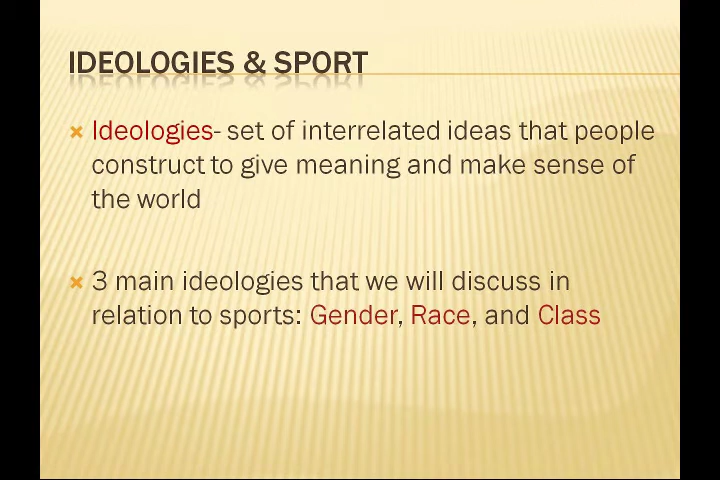 IDEOLOGIES & SPORT
Ideologies- set of interrelated ideas that people
construct to give meaning and make sense of
the world
3 main ideologies that we will discuss in
relation to sports: Gender, Race, and Class